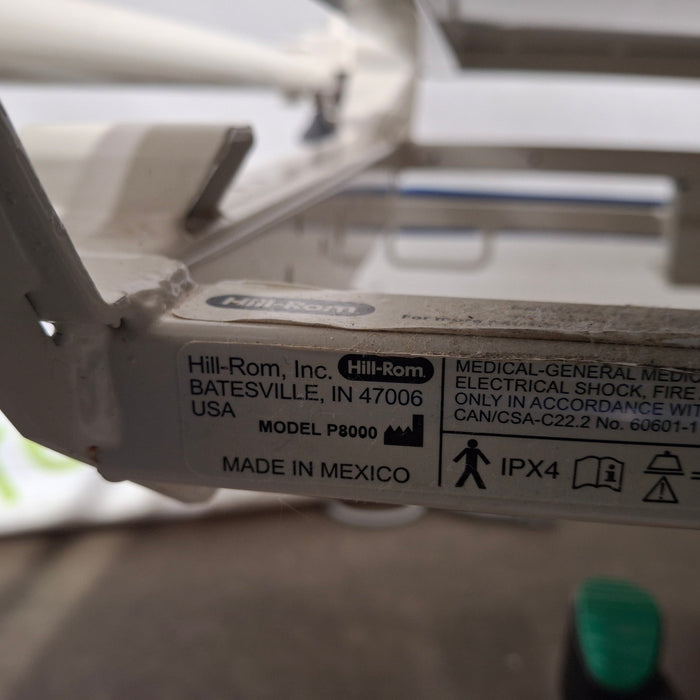 Hill-Rom
For m
Hill-Rom, Inc. Hill-Rom
BATESVILLE, IN 47006
USA
MODEL P8000
MADE IN MEXICO
MEDICAL-GENERAL MEDIC
ELECTRICAL SHOCK, FIRE
ONLY IN ACCORDANCE WIT
CAN/CSA-C22.2 No. 60601-1
IPX4